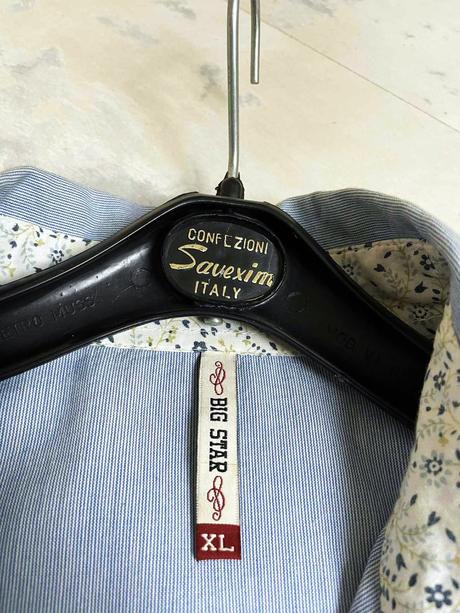 CONFEZIONI
Savexim
ITALY
BIG STAR
XL